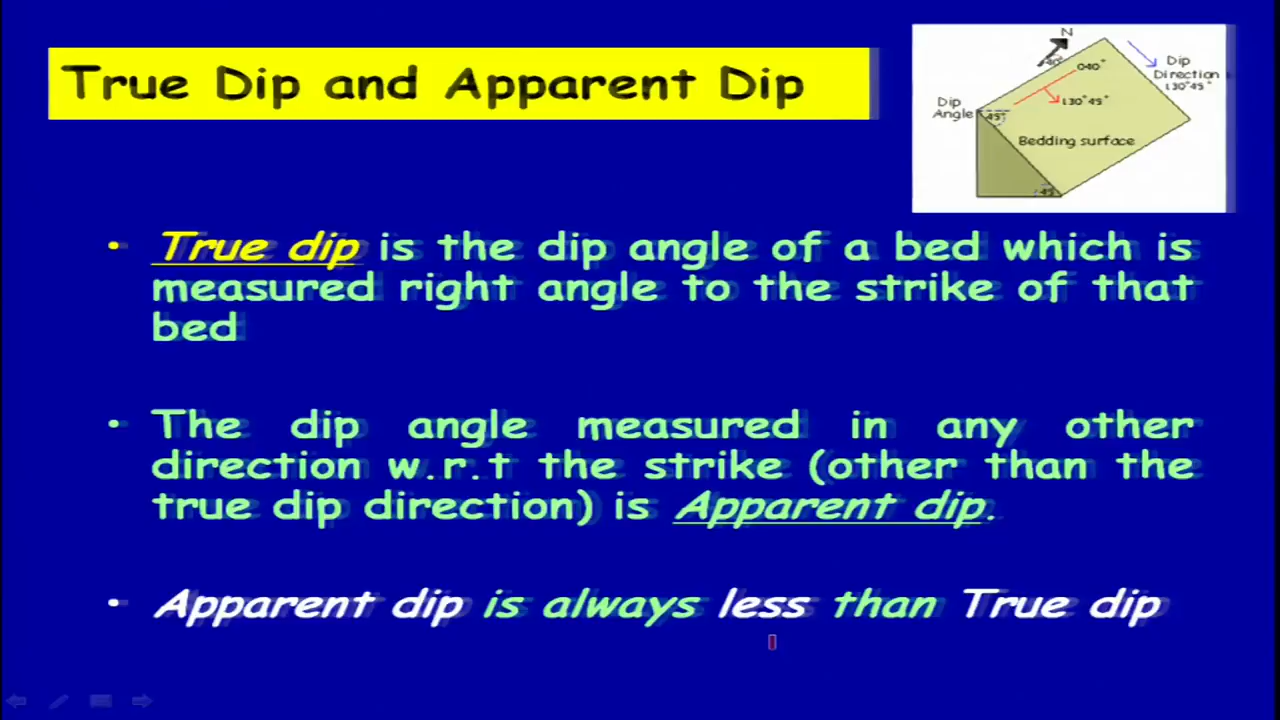 True Dip and Apparent Dip
N
40°
040°
Dip
Direction
130°45°
130°45°
Dip
Angle
45°
Bedding surface
45°
• True dip is the dip angle of a bed which is
measured right angle to the strike of that
bed
• The dip angle measured in any other
direction w.r.t the strike (other than the
true dip direction) is Apparent dip.
• Apparent dip is always less than True dip